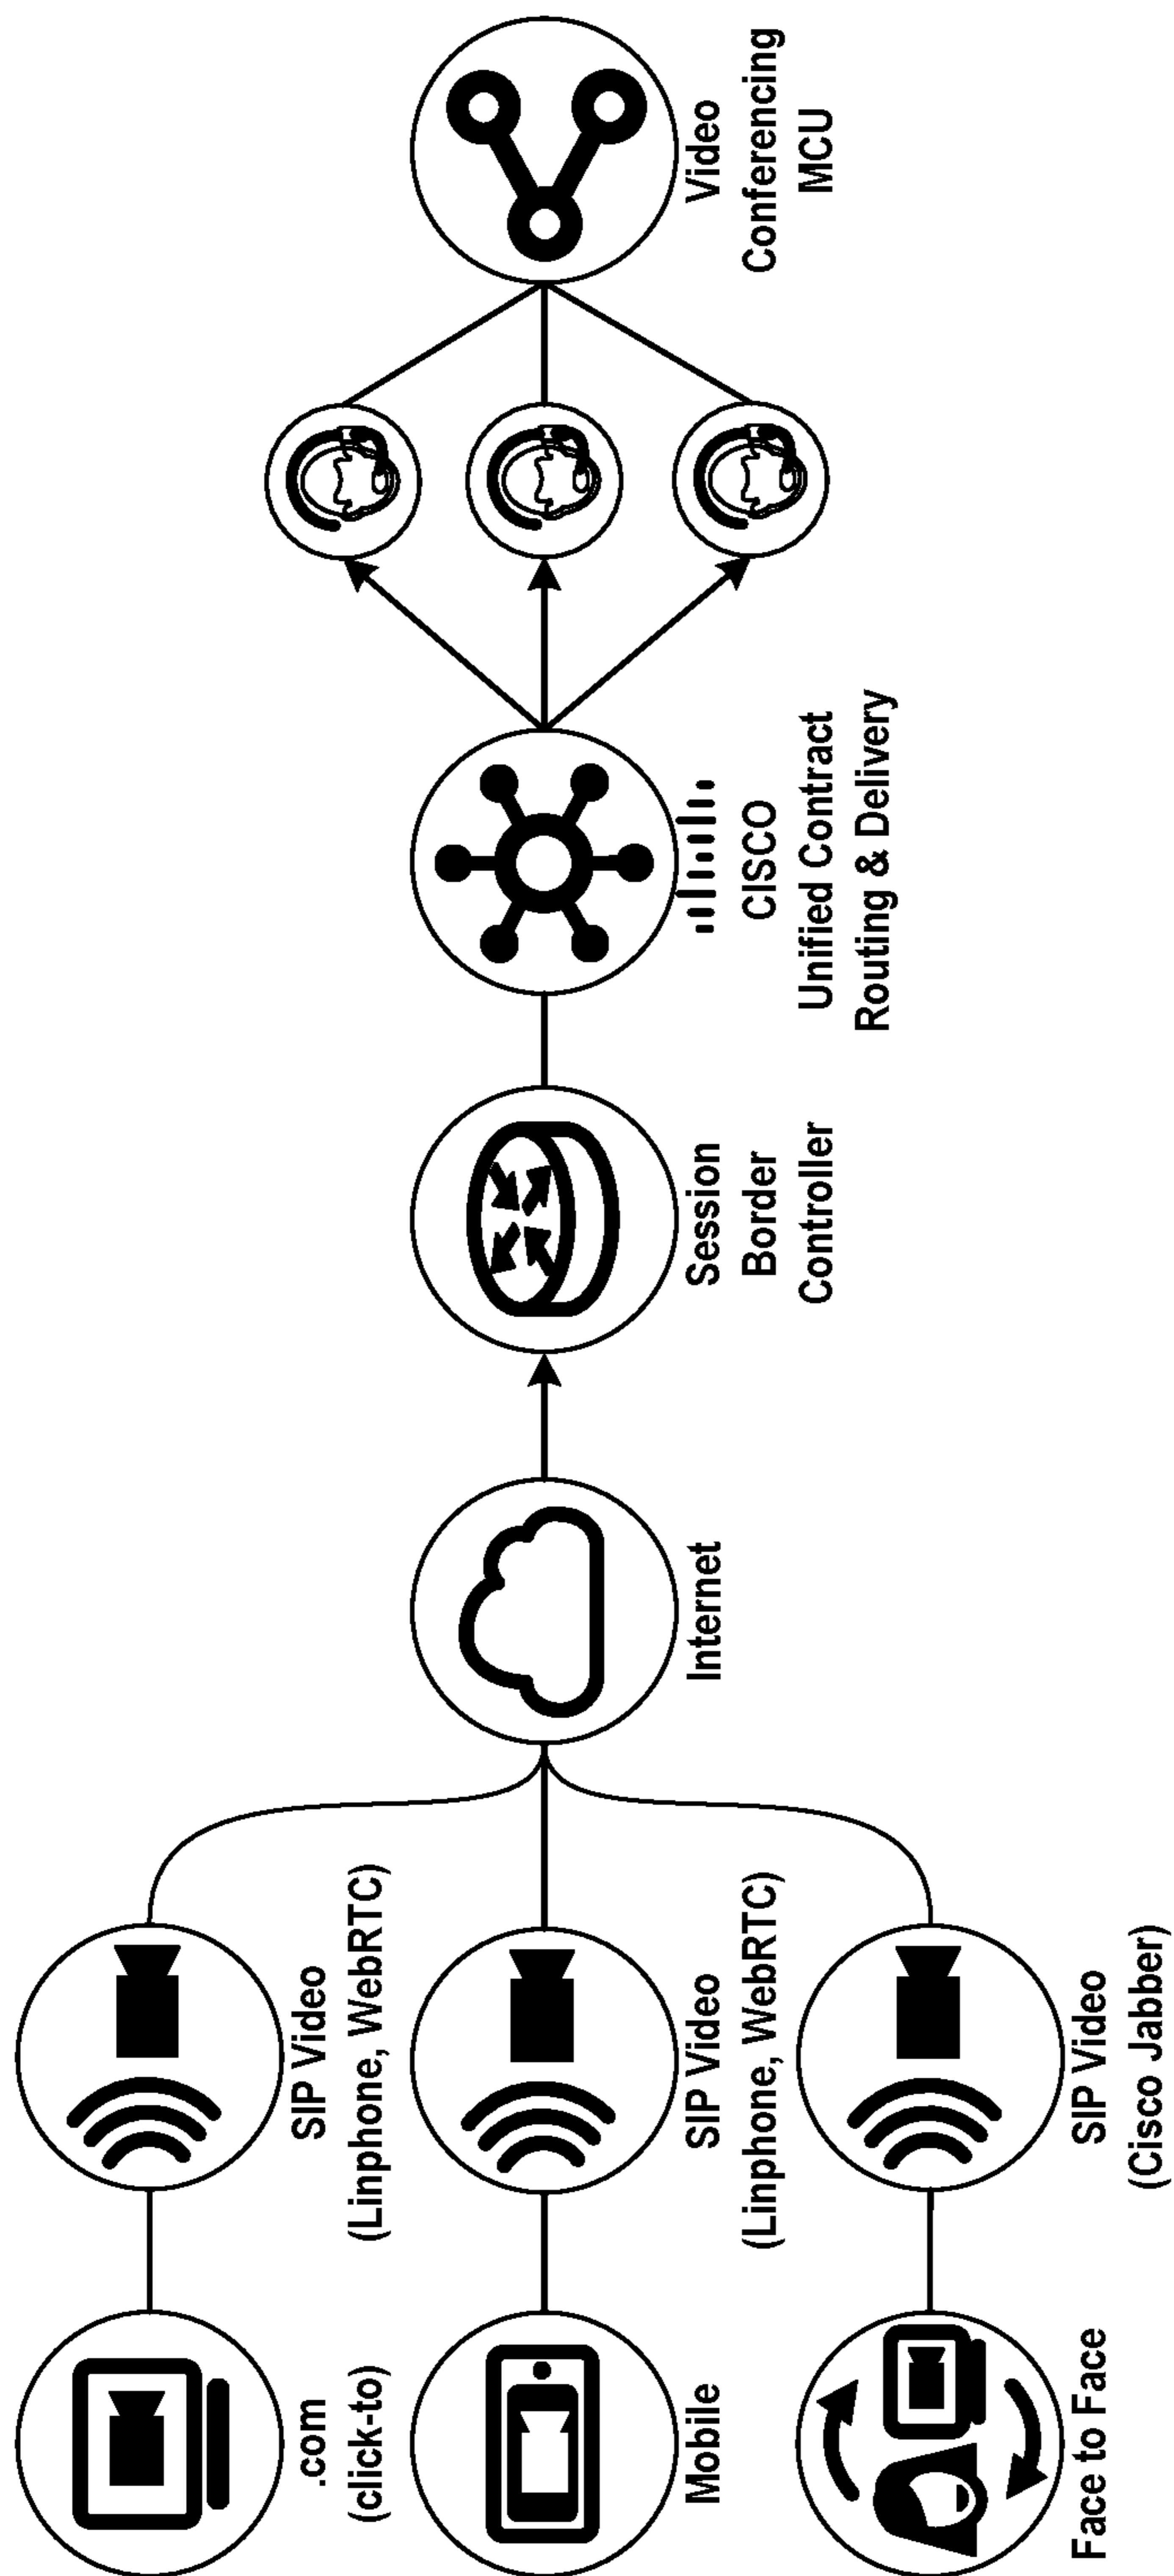 .com
(click-to)
SIP Video
(Linphone, WebRTC)
Mobile
SIP Video
(Linphone, WebRTC)
Face to Face
SIP Video
(Cisco Jabber)
Internet
Session
Border
Controller
CISCO
Unified Contract
Routing & Delivery
Video
Conferencing
MCU